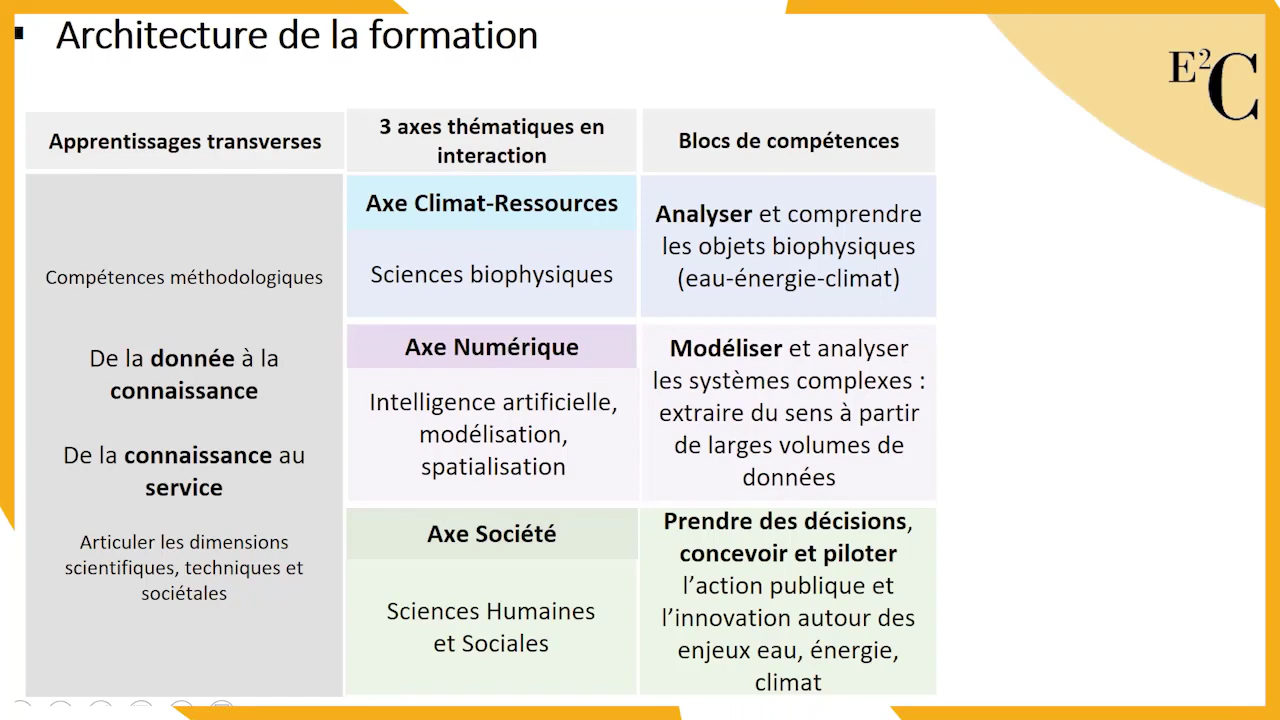 Architecture de la formation
E²C
Apprentissages transverses
3 axes thématiques en
interaction
Blocs de compétences
Compétences méthodologiques
De la donnée à la
connaissance
De la connaissance au
service
Articuler les dimensions
scientifiques, techniques et
sociétales
Axe Climat-Ressources
Sciences biophysiques
Analyser et comprendre
les objets biophysiques
(eau-énergie-climat)
Axe Numérique
Intelligence artificielle,
modélisation,
spatialisation
Modéliser et analyser
les systèmes complexes :
extraire du sens à partir
de larges volumes de
données
Axe Société
Sciences Humaines
et Sociales
Prendre des décisions,
concevoir et piloter
l’action publique et
l’innovation autour des
enjeux eau, énergie,
climat